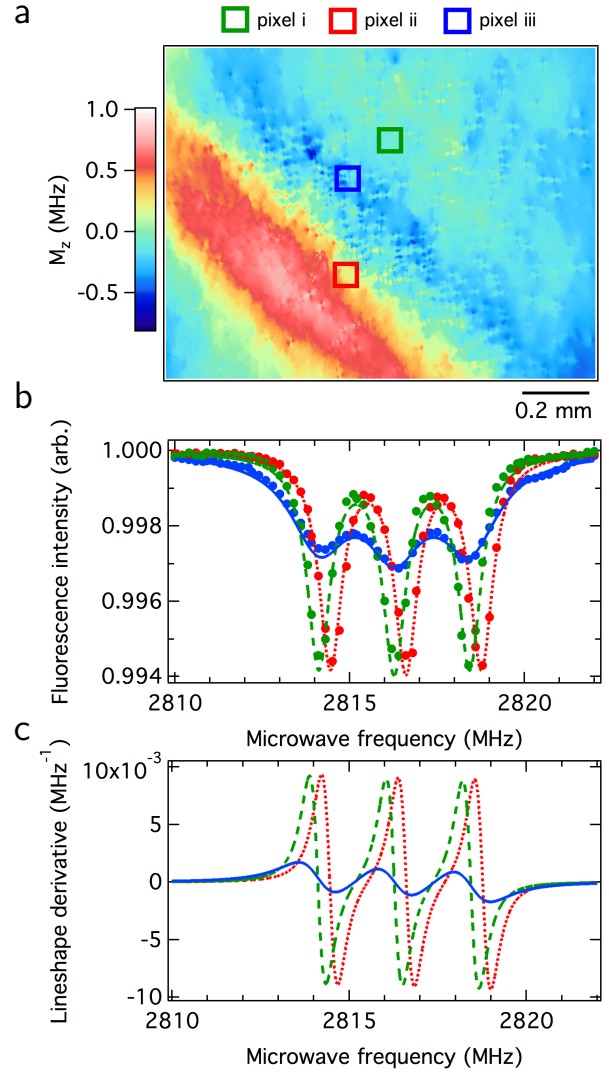 a
pixel i pixel ii pixel iii
1.0
0.5
0.0
-0.5
M_z (MHz)
0.2 mm
b
Fluorescence intensity (arb.)
1.000
0.998
0.996
0.994
2810 2815 2820
Microwave frequency (MHz)
c
Lineshape derivative (MHz⁻¹)
10x10⁻³
5
0
-5
-10
2810 2815 2820
Microwave frequency (MHz)